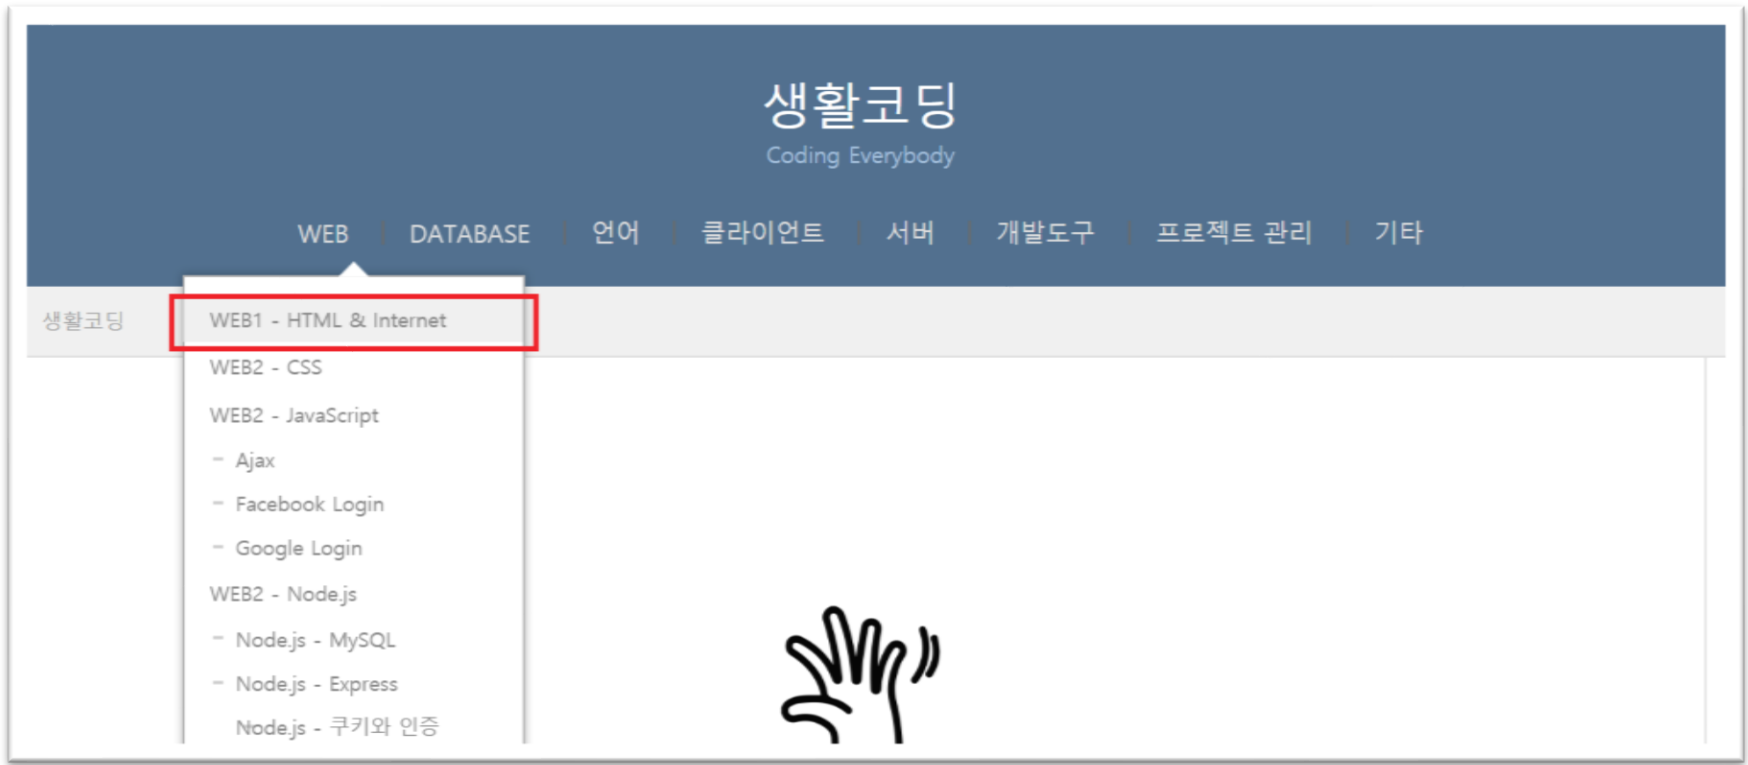 생활코딩
Coding Everybody
WEB | DATABASE | 언어 | 클라이언트 | 서버 | 개발도구 | 프로젝트 관리 | 기타
생활코딩
WEB1 - HTML & Internet
WEB2 - CSS
WEB2 - JavaScript
- Ajax
- Facebook Login
- Google Login
WEB2 - Node.js
- Node.js - MySQL
- Node.js - Express
Node.js - 쿠키와 인증